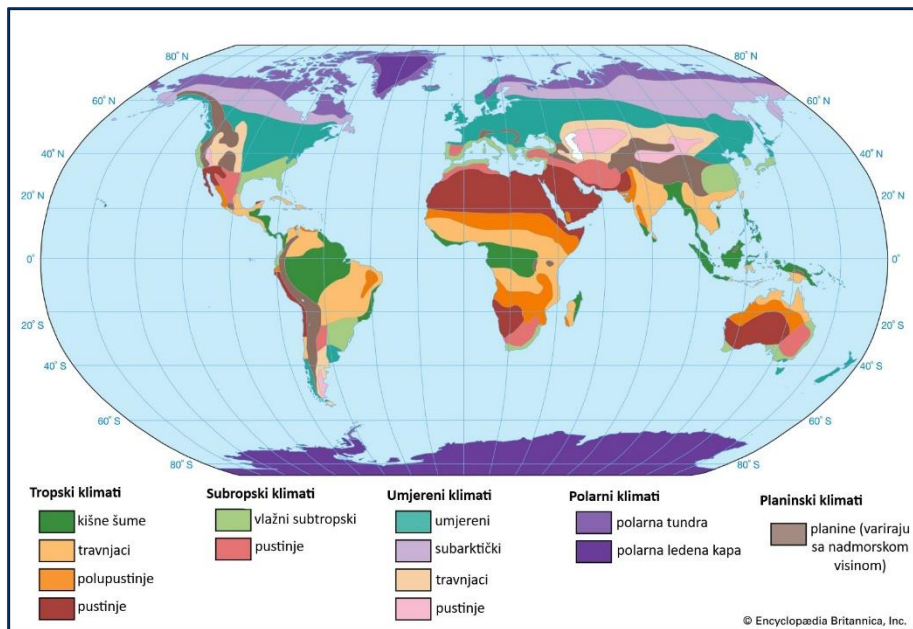 80° N
80° N
60° N
60° N
40° N
40° N
20° N
20° N
0°
0°
20° S
20° S
40° S
40° S
60° S
60° S
80° S
80° S
Tropski klimati
kišne šume
travnjaci
polupustinje
pustinje
Subropski klimati
vlažni subtropski
pustinje
Umjereni klimati
umjereni
subarktički
travnjaci
pustinje
Polarni klimati
polarna tundra
polarna ledena kapa
Planinski klimati
planine (variraju
sa nadmorskom
visinom)
© Encyclopædia Britannica, Inc.